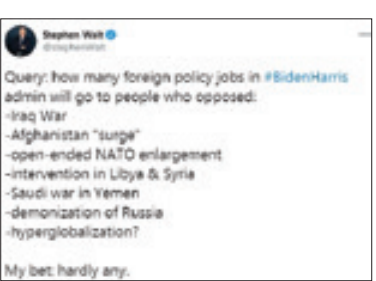 Stephen Walt
@stephenWalt
Query: how many foreign policy jobs in #BidenHarris
admin will go to people who opposed:
-Iraq War
-Afghanistan "surge"
-open-ended NATO enlargement
-intervention in Libya & Syria
-Saudi war in Yemen
-demonization of Russia
-hyperglobalization?
My bet: hardly any.